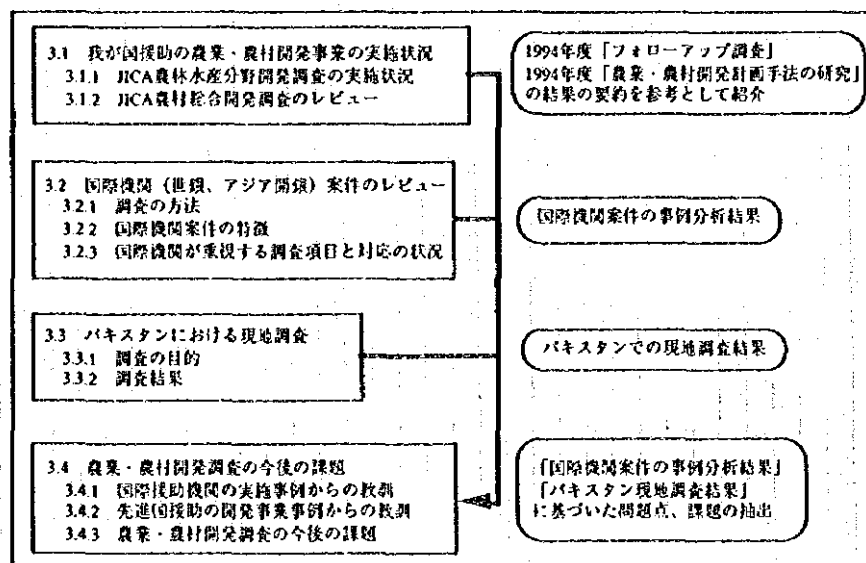 3.1 我が国援助の農業・農村開発事業の実施状況
3.1.1 JICA農林水産分野開発調査の実施状況
3.1.2 JICA農村総合開発調査のレビュー
1994年度「フォローアップ調査」
1994年度「農業・農村開発計画手法の研究」
の結果の要約を参考として紹介
3.2 国際機関（世銀、アジア開銀）案件のレビュー
3.2.1 調査の方法
3.2.2 国際機関案件の特徴
3.2.3 国際機関が重視する調査項目と対応の状況
国際機関案件の事例分析結果
3.3 パキスタンにおける現地調査
3.3.1 調査の目的
3.3.2 調査結果
パキスタンでの現地調査結果
3.4 農業・農村開発調査の今後の課題
3.4.1 国際援助機関の実施事例からの教訓
3.4.2 先進国援助の開発事業事例からの教訓
3.4.3 農業・農村開発調査の今後の課題
「国際機関案件の事例分析結果」
「パキスタン現地調査結果」
に基づいた問題点、課題の抽出